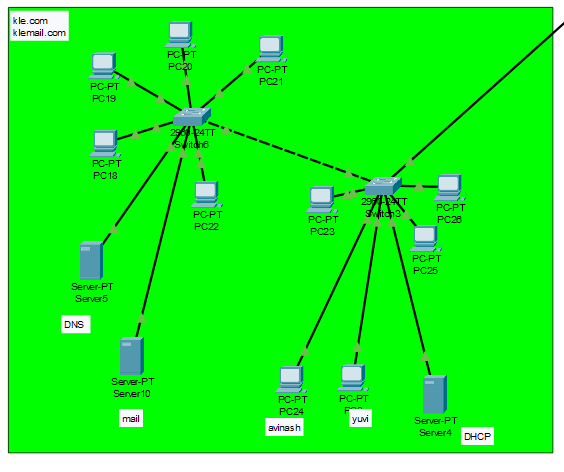 kle.com
klemail.com
PC-PT
PC20
PC-PT
PC21
PC-PT
PC19
2960-24TT
Switch6
PC-PT
PC18
PC-PT
PC22
2960-24TT
Switch3
PC-PT
PC23
PC-PT
PC26
PC-PT
PC25
Server-PT
Server5
DNS
Server-PT
Server10
mail
PC-PT
PC24
avinash
PC-PT
yuvi
Server-PT
Server4
DHCP